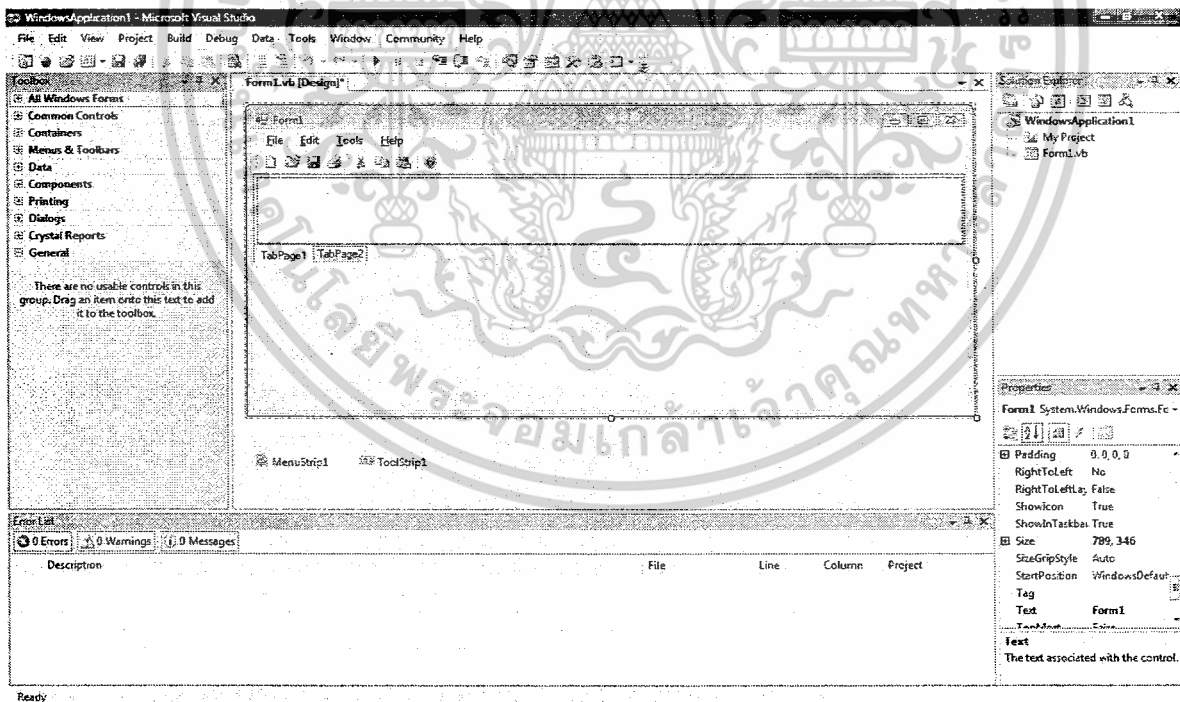 WindowsApplication1 - Microsoft Visual Studio
File Edit View Project Build Debug Data Tools Window Community Help
Toolbox
All Windows Forms
Common Controls
Containers
Menus & Toolbars
Data
Components
Printing
Dialogs
Crystal Reports
General
There are no usable controls in this
group. Drag an item onto this text to add
it to the toolbox.
Form1.vb [Design]*
Form1
File Edit Tools Help
TabPage1 TabPage2
MenuStrip1 ToolStrip1
Solution Explorer
WindowsApplication1
My Project
Form1.vb
Properties
Form1 System.Windows.Forms.Fc
Padding 0, 0, 0, 0
RightToLeft No
RightToLeftLay False
ShowIcon True
ShowInTaskbar True
Size 789, 346
SizeGripStyle Auto
StartPosition WindowsDefault
Tag
Text Form1
Text
The text associated with the control.
Error List
0 Errors 0 Warnings 0 Messages
Description File Line Column Project
Ready